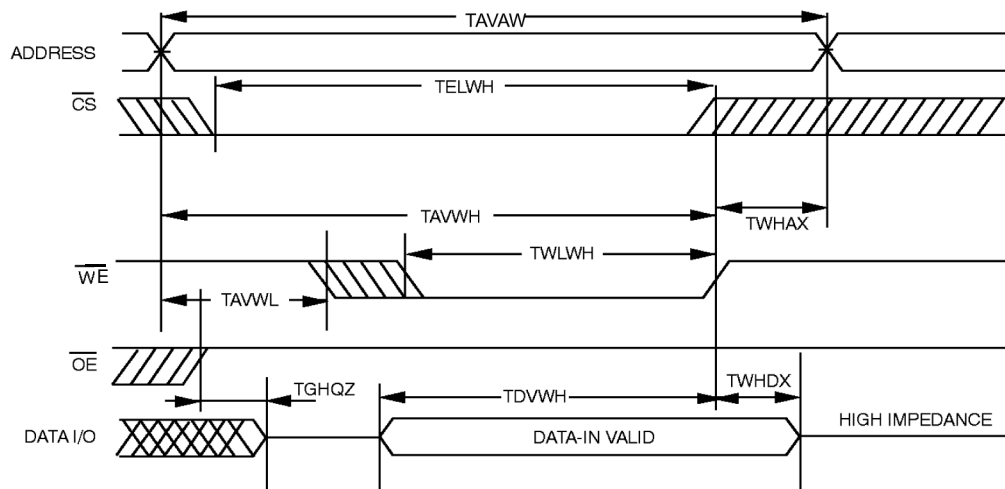 TAVAW
ADDRESS
TELWH
CS
TAVWH
TWHAX
TWLWH
WE
TAVWL
OE
TGHQZ
TDVWH
TWHDX
HIGH IMPEDANCE
DATA I/O
DATA-IN VALID